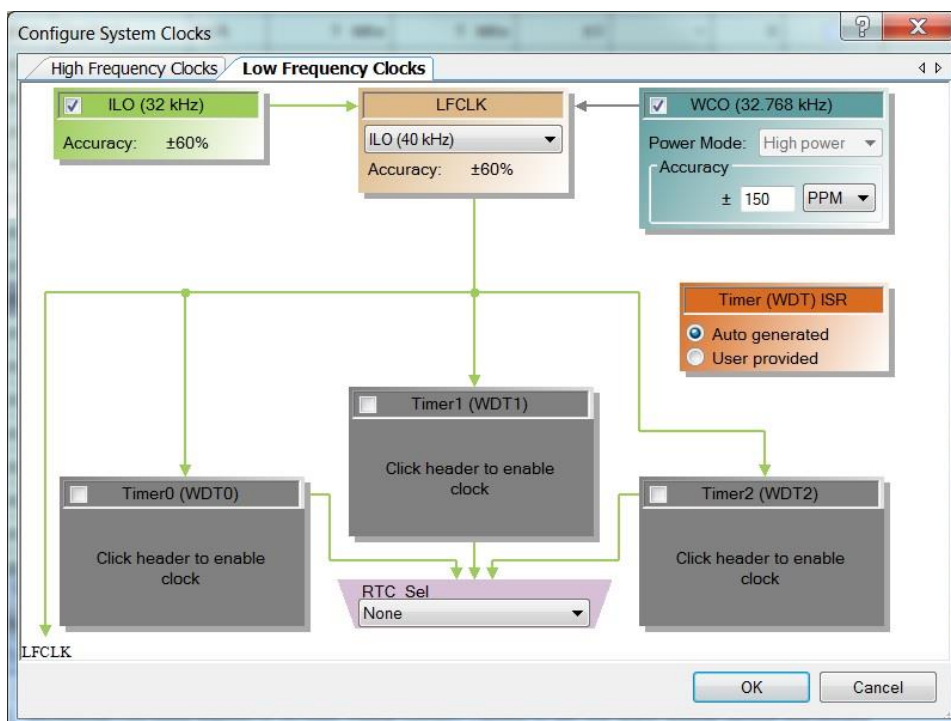 Configure System Clocks
High Frequency Clocks
Low Frequency Clocks
ILO (32 kHz)
Accuracy: ±60%
LFCLK
ILO (40 kHz)
Accuracy: ±60%
WCO (32.768 kHz)
Power Mode: High power
Accuracy
± 150 PPM
Timer (WDT) ISR
Auto generated
User provided
Timer1 (WDT1)
Click header to enable
clock
Timer0 (WDT0)
Click header to enable
clock
Timer2 (WDT2)
Click header to enable
clock
RTC_Sel
None
LFCLK
OK
Cancel